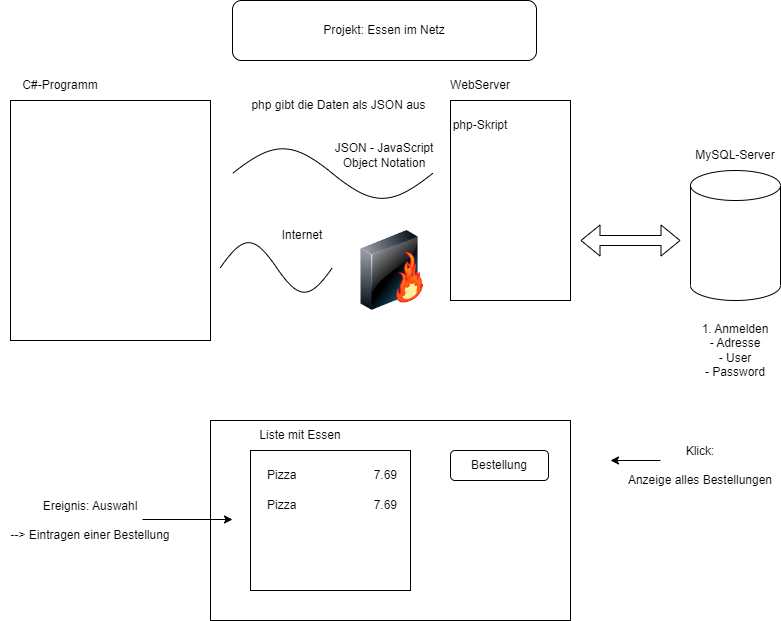 Projekt: Essen im Netz
C#-Programm
WebServer
php gibt die Daten als JSON aus
php-Skript
JSON - JavaScript
Object Notation
MySQL-Server
Internet
1. Anmelden
- Adresse
- User
- Password
Liste mit Essen
Bestellung
Klick:
Anzeige alles Bestellungen
Pizza 7.69
Pizza 7.69
Ereignis: Auswahl
--> Eintragen einer Bestellung